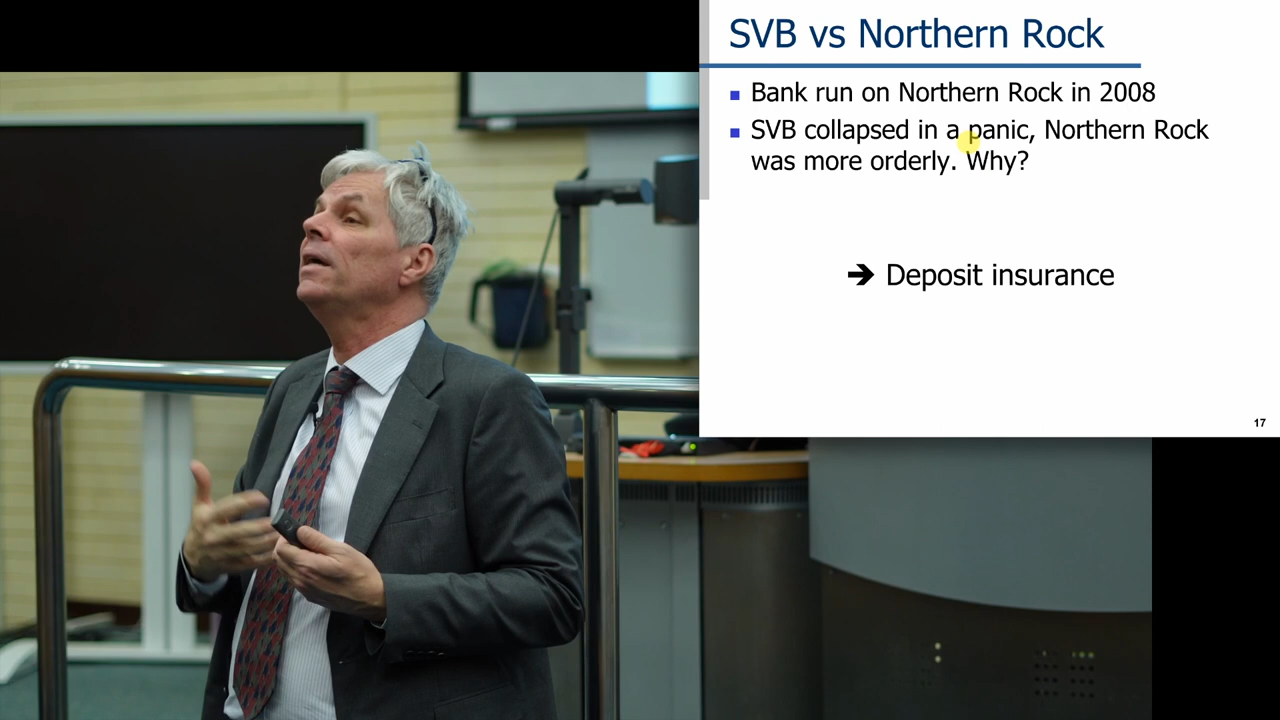 SVB vs Northern Rock
Bank run on Northern Rock in 2008
SVB collapsed in a panic, Northern Rock
was more orderly. Why?
➔ Deposit insurance
17